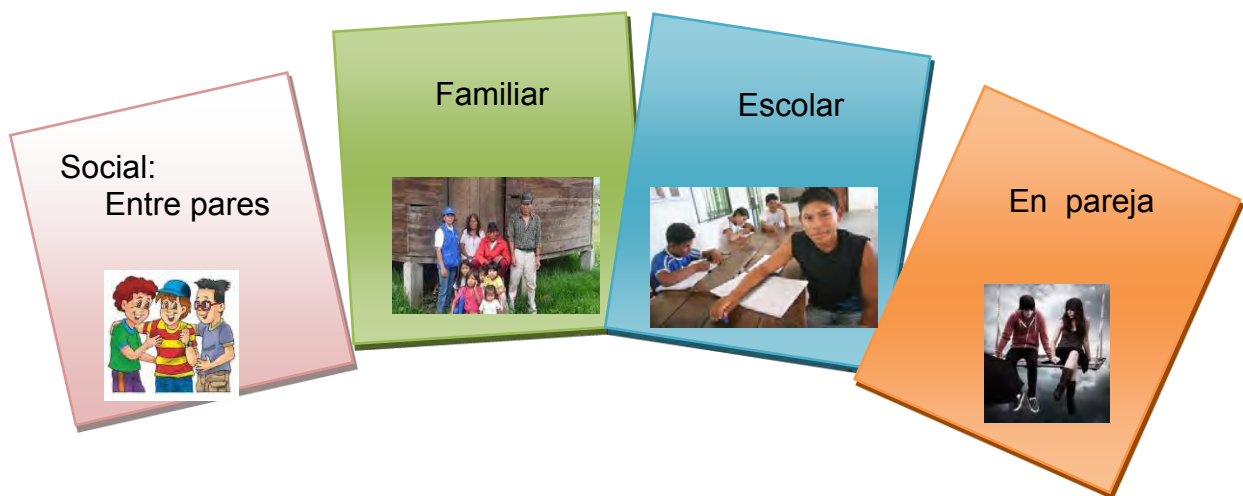 Social:
Entre pares
Familiar
Escolar
En pareja